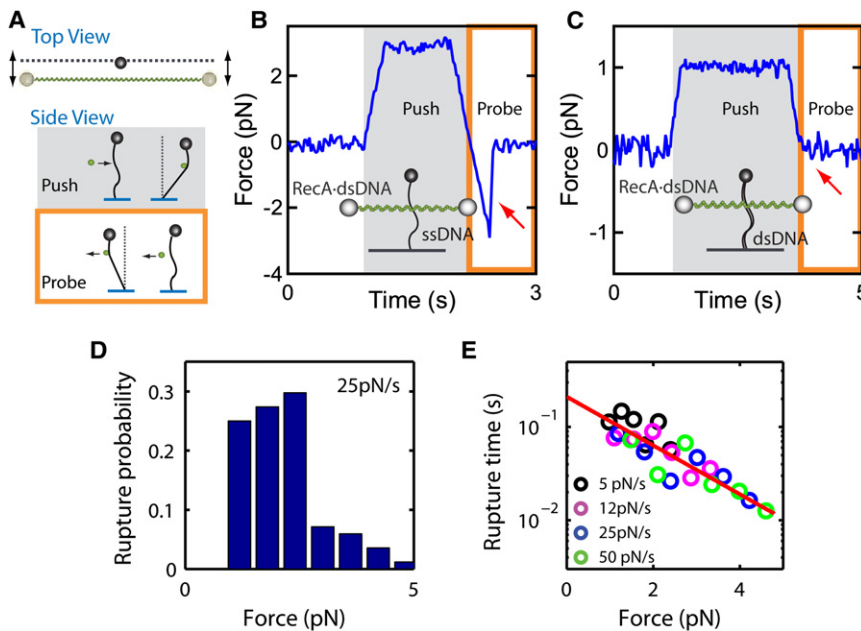 A
Top View
Side View
Push
Probe
B
Force (pN)
2
0
-2
-4
Push
Probe
RecA·dsDNA
ssDNA
0
Time (s)
3
C
Force (pN)
1
0
-1
Push
Probe
RecA·dsDNA
dsDNA
0
Time (s)
5
D
Rupture probability
0.3
0.2
0.1
0
25pN/s
0
5
Force (pN)
E
Rupture time (s)
10⁻¹
10⁻²
5 pN/s
12pN/s
25pN/s
50 pN/s
0
2
4
Force (pN)